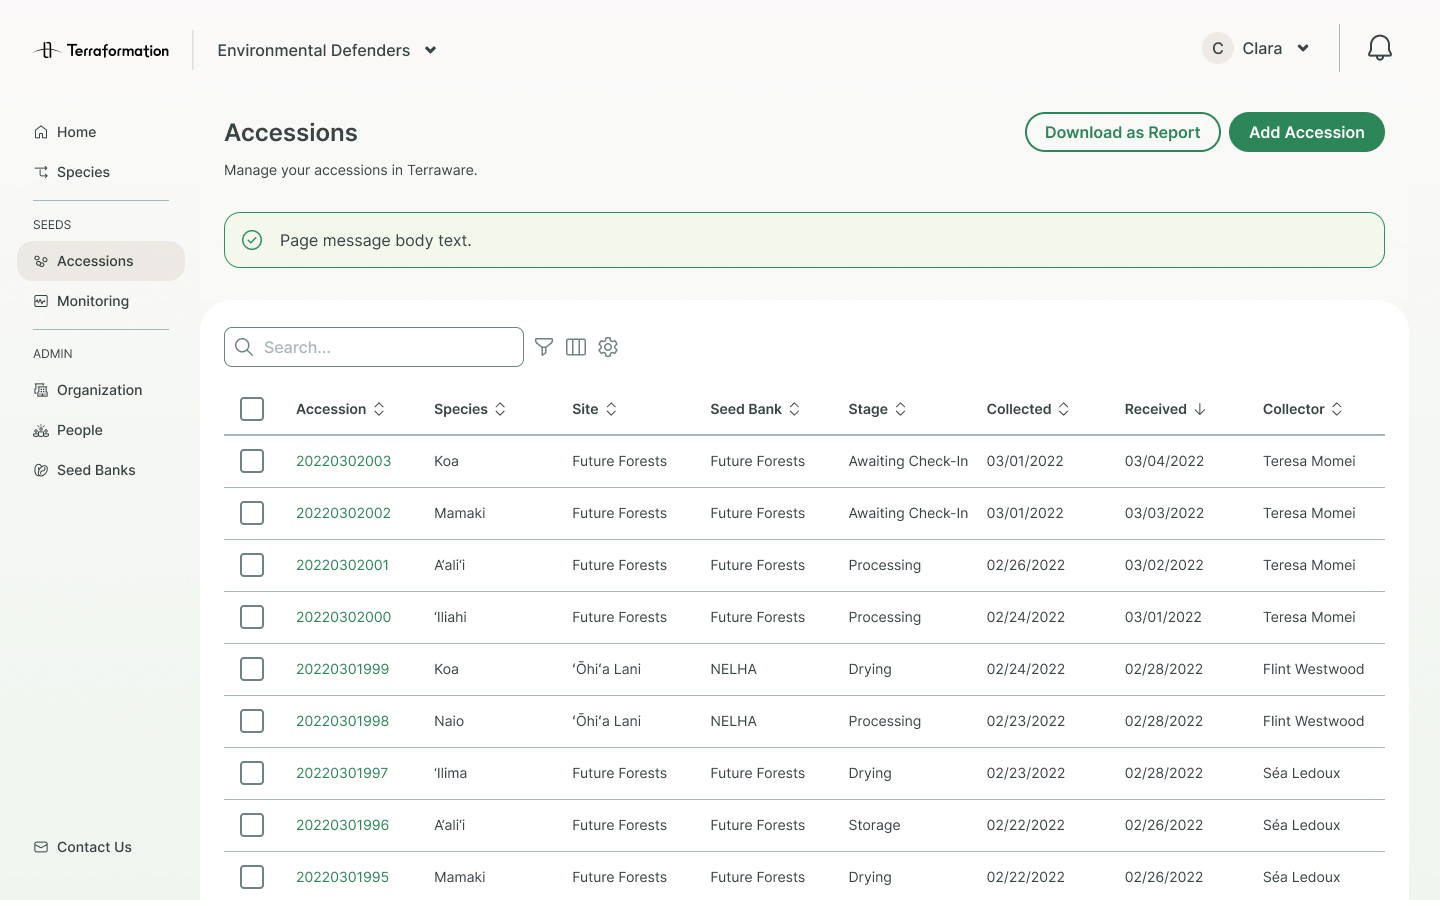 Terraformation
Environmental Defenders
C Clara
Home
Species
SEEDS
Accessions
Monitoring
ADMIN
Organization
People
Seed Banks
Contact Us
Accessions
Manage your accessions in Terraware.
Download as Report
Add Accession
Page message body text.
Search...
Accession Species Site Seed Bank Stage Collected Received Collector
20220302003 Koa Future Forests Future Forests Awaiting Check-In 03/01/2022 03/04/2022 Teresa Momei
20220302002 Mamaki Future Forests Future Forests Awaiting Check-In 03/01/2022 03/03/2022 Teresa Momei
20220302001 A‘ali‘i Future Forests Future Forests Processing 02/26/2022 03/02/2022 Teresa Momei
20220302000 ‘Iliahi Future Forests Future Forests Processing 02/24/2022 03/01/2022 Teresa Momei
20220301999 Koa ʻŌhiʻa Lani NELHA Drying 02/24/2022 02/28/2022 Flint Westwood
20220301998 Naio ʻŌhiʻa Lani NELHA Processing 02/23/2022 02/28/2022 Flint Westwood
20220301997 ‘Ilima Future Forests Future Forests Drying 02/23/2022 02/28/2022 Séa Ledoux
20220301996 A‘ali‘i Future Forests Future Forests Storage 02/22/2022 02/26/2022 Séa Ledoux
20220301995 Mamaki Future Forests Future Forests Drying 02/22/2022 02/26/2022 Séa Ledoux